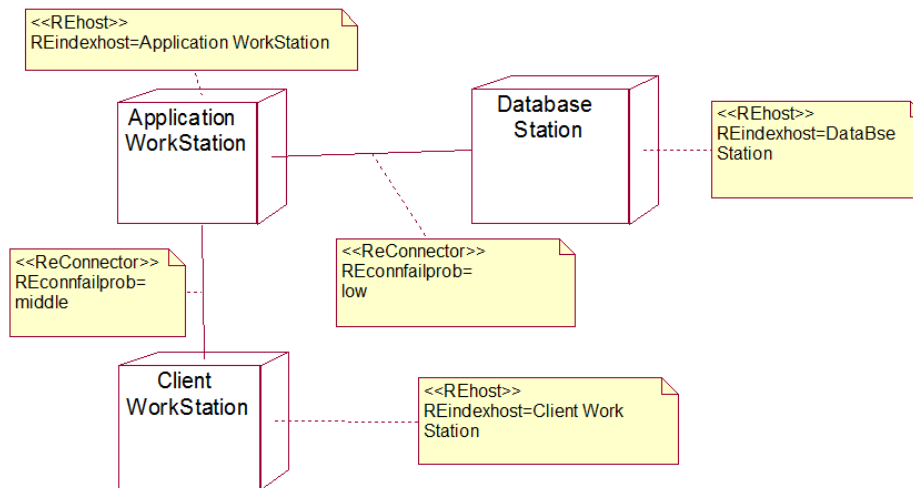 <<REhost>>
REindexhost=Application WorkStation
Application
WorkStation
Database
Station
<<REhost>>
REindexhost=DataBse
Station
<<ReConnector>>
REconnfailprob=
middle
<<ReConnector>>
REconnfailprob=
low
Client
WorkStation
<<REhost>>
REindexhost=Client Work
Station